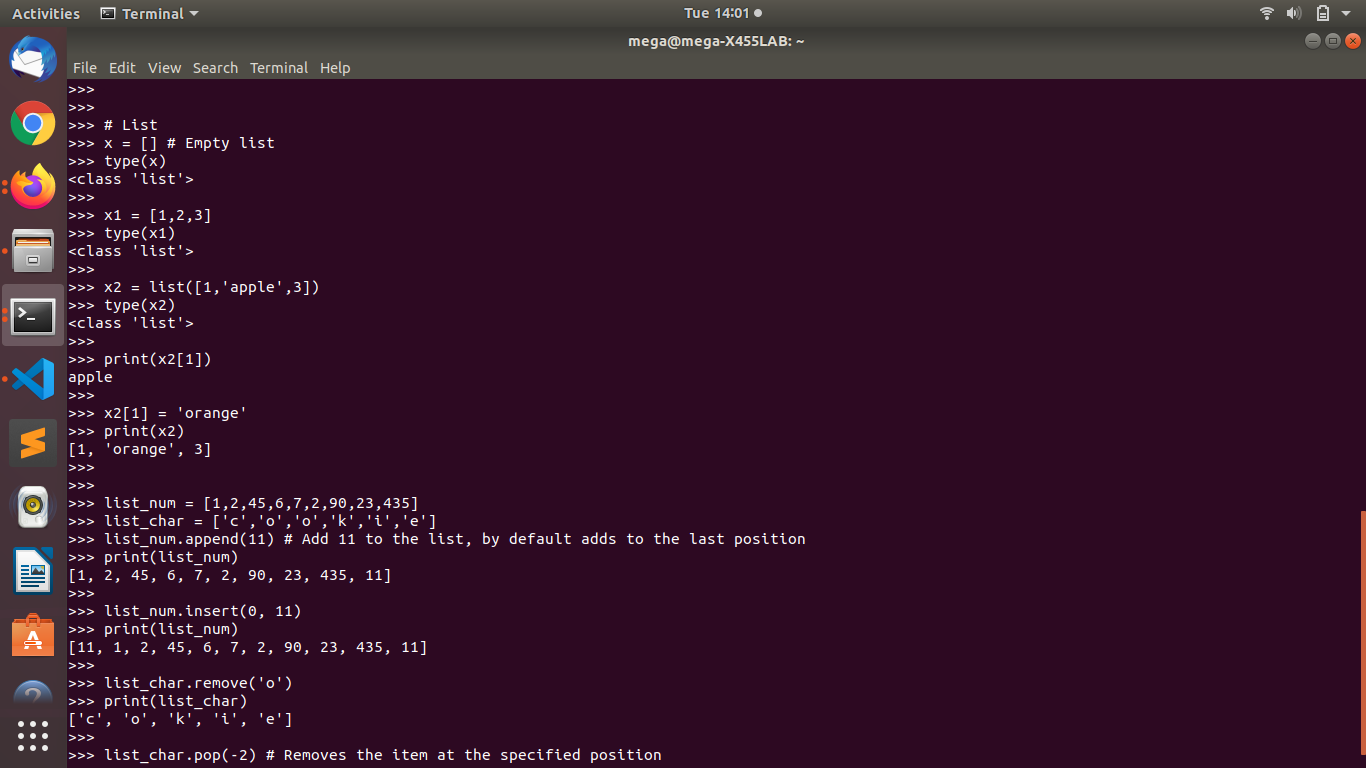 Activities Terminal Tue 14:01
mega@mega-X455LAB: ~
File Edit View Search Terminal Help
>>>
>>>
>>> # List
>>> x = [] # Empty list
>>> type(x)
<class 'list'>
>>>
>>> x1 = [1,2,3]
>>> type(x1)
<class 'list'>
>>>
>>> x2 = list([1,'apple',3])
>>> type(x2)
<class 'list'>
>>>
>>> print(x2[1])
apple
>>>
>>> x2[1] = 'orange'
>>> print(x2)
[1, 'orange', 3]
>>>
>>>
>>> list_num = [1,2,45,6,7,2,90,23,435]
>>> list_char = ['c','o','o','k','i','e']
>>> list_num.append(11) # Add 11 to the list, by default adds to the last position
>>> print(list_num)
[1, 2, 45, 6, 7, 2, 90, 23, 435, 11]
>>>
>>> list_num.insert(0, 11)
>>> print(list_num)
[11, 1, 2, 45, 6, 7, 2, 90, 23, 435, 11]
>>>
>>> list_char.remove('o')
>>> print(list_char)
['c', 'o', 'k', 'i', 'e']
>>>
>>> list_char.pop(-2) # Removes the item at the specified position